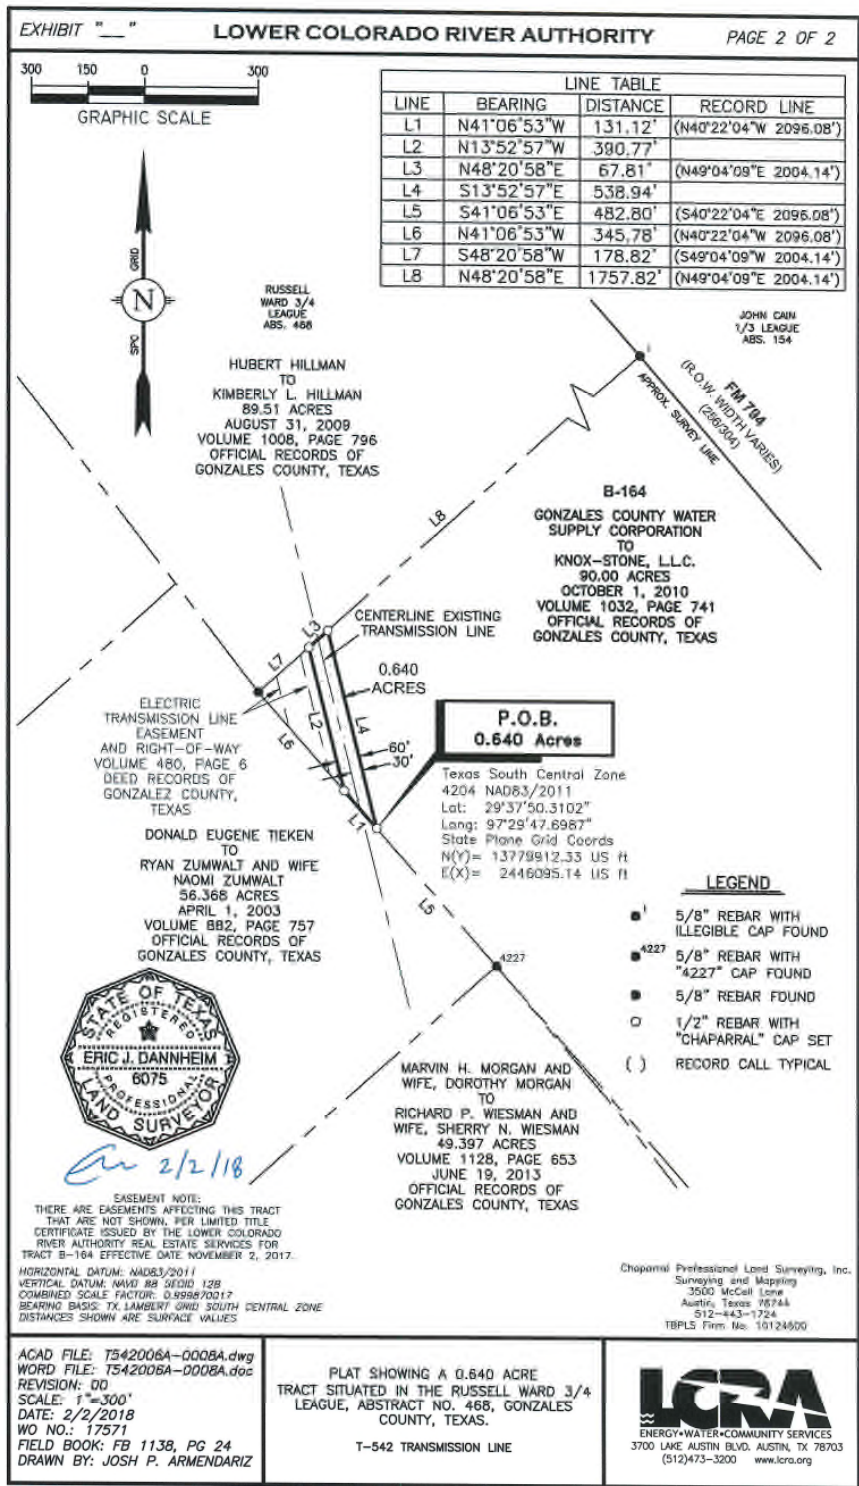 EXHIBIT "__"
LOWER COLORADO RIVER AUTHORITY
PAGE 2 OF 2
300 150 0 300
GRAPHIC SCALE
LINE TABLE
LINE BEARING DISTANCE RECORD LINE
L1 N41°06'53"W 131.12' (N40°22'04"W 2096.08')
L2 N13°52'57"W 390.77'
L3 N48°20'58"E 67.81' (N49°04'09"E 2004.14')
L4 S13°52'57"E 538.94'
L5 S41°06'53"E 482.80' (S40°22'04"E 2096.08')
L6 N41°06'53"W 345.78' (N40°22'04"W 2096.08')
L7 S48°20'58"W 178.82' (S49°04'09"W 2004.14')
L8 N48°20'58"E 1757.82' (N49°04'09"E 2004.14')
GRID
N
SPC
RUSSELL
WARD 3/4
LEAGUE
ABS. 468
JOHN CAIN
1/3 LEAGUE
ABS. 154
HUBERT HILLMAN
TO
KIMBERLY L. HILLMAN
89.51 ACRES
AUGUST 31, 2009
VOLUME 1008, PAGE 796
OFFICIAL RECORDS OF
GONZALES COUNTY, TEXAS
1
FM 794
(R.O.W. WIDTH VARIES)
(256/304)
APPROX. SURVEY LINE
L8
B-164
GONZALES COUNTY WATER
SUPPLY CORPORATION
TO
KNOX-STONE, L.L.C.
90.00 ACRES
OCTOBER 1, 2010
VOLUME 1032, PAGE 741
OFFICIAL RECORDS OF
GONZALES COUNTY, TEXAS
CENTERLINE EXISTING
TRANSMISSION LINE
L3
L7
0.640
ACRES
L2
L4
L6
60'
30'
L1
ELECTRIC
TRANSMISSION LINE
EASEMENT
AND RIGHT-OF-WAY
VOLUME 480, PAGE 6
DEED RECORDS OF
GONZALEZ COUNTY,
TEXAS
P.O.B.
0.640 Acres
Texas South Central Zone
4204 NAD83/2011
Lat: 29°37'50.3102"
Long: 97°29'47.6987"
State Plane Grid Coords
N(Y)= 13779912.33 US ft
E(X)= 2446095.14 US ft
DONALD EUGENE TIEKEN
TO
RYAN ZUMWALT AND WIFE
NAOMI ZUMWALT
56.368 ACRES
APRIL 1, 2003
VOLUME 882, PAGE 757
OFFICIAL RECORDS OF
GONZALES COUNTY, TEXAS
L5
4227
LEGEND
1 5/8" REBAR WITH
ILLEGIBLE CAP FOUND
4227 5/8" REBAR WITH
"4227" CAP FOUND
5/8" REBAR FOUND
1/2" REBAR WITH
"CHAPARRAL" CAP SET
( ) RECORD CALL TYPICAL
STATE OF TEXAS
REGISTERED
ERIC J. DANNHEIM
6075
PROFESSIONAL
LAND SURVEYOR
2/2/18
MARVIN H. MORGAN AND
WIFE, DOROTHY MORGAN
TO
RICHARD P. WIESMAN AND
WIFE, SHERRY N. WIESMAN
49.397 ACRES
VOLUME 1128, PAGE 653
JUNE 19, 2013
OFFICIAL RECORDS OF
GONZALES COUNTY, TEXAS
EASEMENT NOTE:
THERE ARE EASEMENTS AFFECTING THIS TRACT
THAT ARE NOT SHOWN, PER LIMITED TITLE
CERTIFICATE ISSUED BY THE LOWER COLORADO
RIVER AUTHORITY REAL ESTATE SERVICES FOR
TRACT B-164 EFFECTIVE DATE NOVEMBER 2, 2017.
HORIZONTAL DATUM: NAD83/2011
VERTICAL DATUM: NAVD 88 GEOID 12B
COMBINED SCALE FACTOR: 0.999870017
BEARING BASIS: TX. LAMBERT GRID SOUTH CENTRAL ZONE
DISTANCES SHOWN ARE SURFACE VALUES
Chaparral Professional Land Surveying, Inc.
Surveying and Mapping
3500 McCall Lane
Austin, Texas 78744
512-443-1724
TBPLS Firm No. 10124500
ACAD FILE: T542006A-0008A.dwg
WORD FILE: T542006A-0008A.doc
REVISION: 00
SCALE: 1"=300'
DATE: 2/2/2018
WO NO.: 17571
FIELD BOOK: FB 1138, PG 24
DRAWN BY: JOSH P. ARMENDARIZ
PLAT SHOWING A 0.640 ACRE
TRACT SITUATED IN THE RUSSELL WARD 3/4
LEAGUE, ABSTRACT NO. 468, GONZALES
COUNTY, TEXAS.
T-542 TRANSMISSION LINE
LCRA
ENERGY•WATER•COMMUNITY SERVICES
3700 LAKE AUSTIN BLVD. AUSTIN, TX 78703
(512)473-3200 www.lcra.org